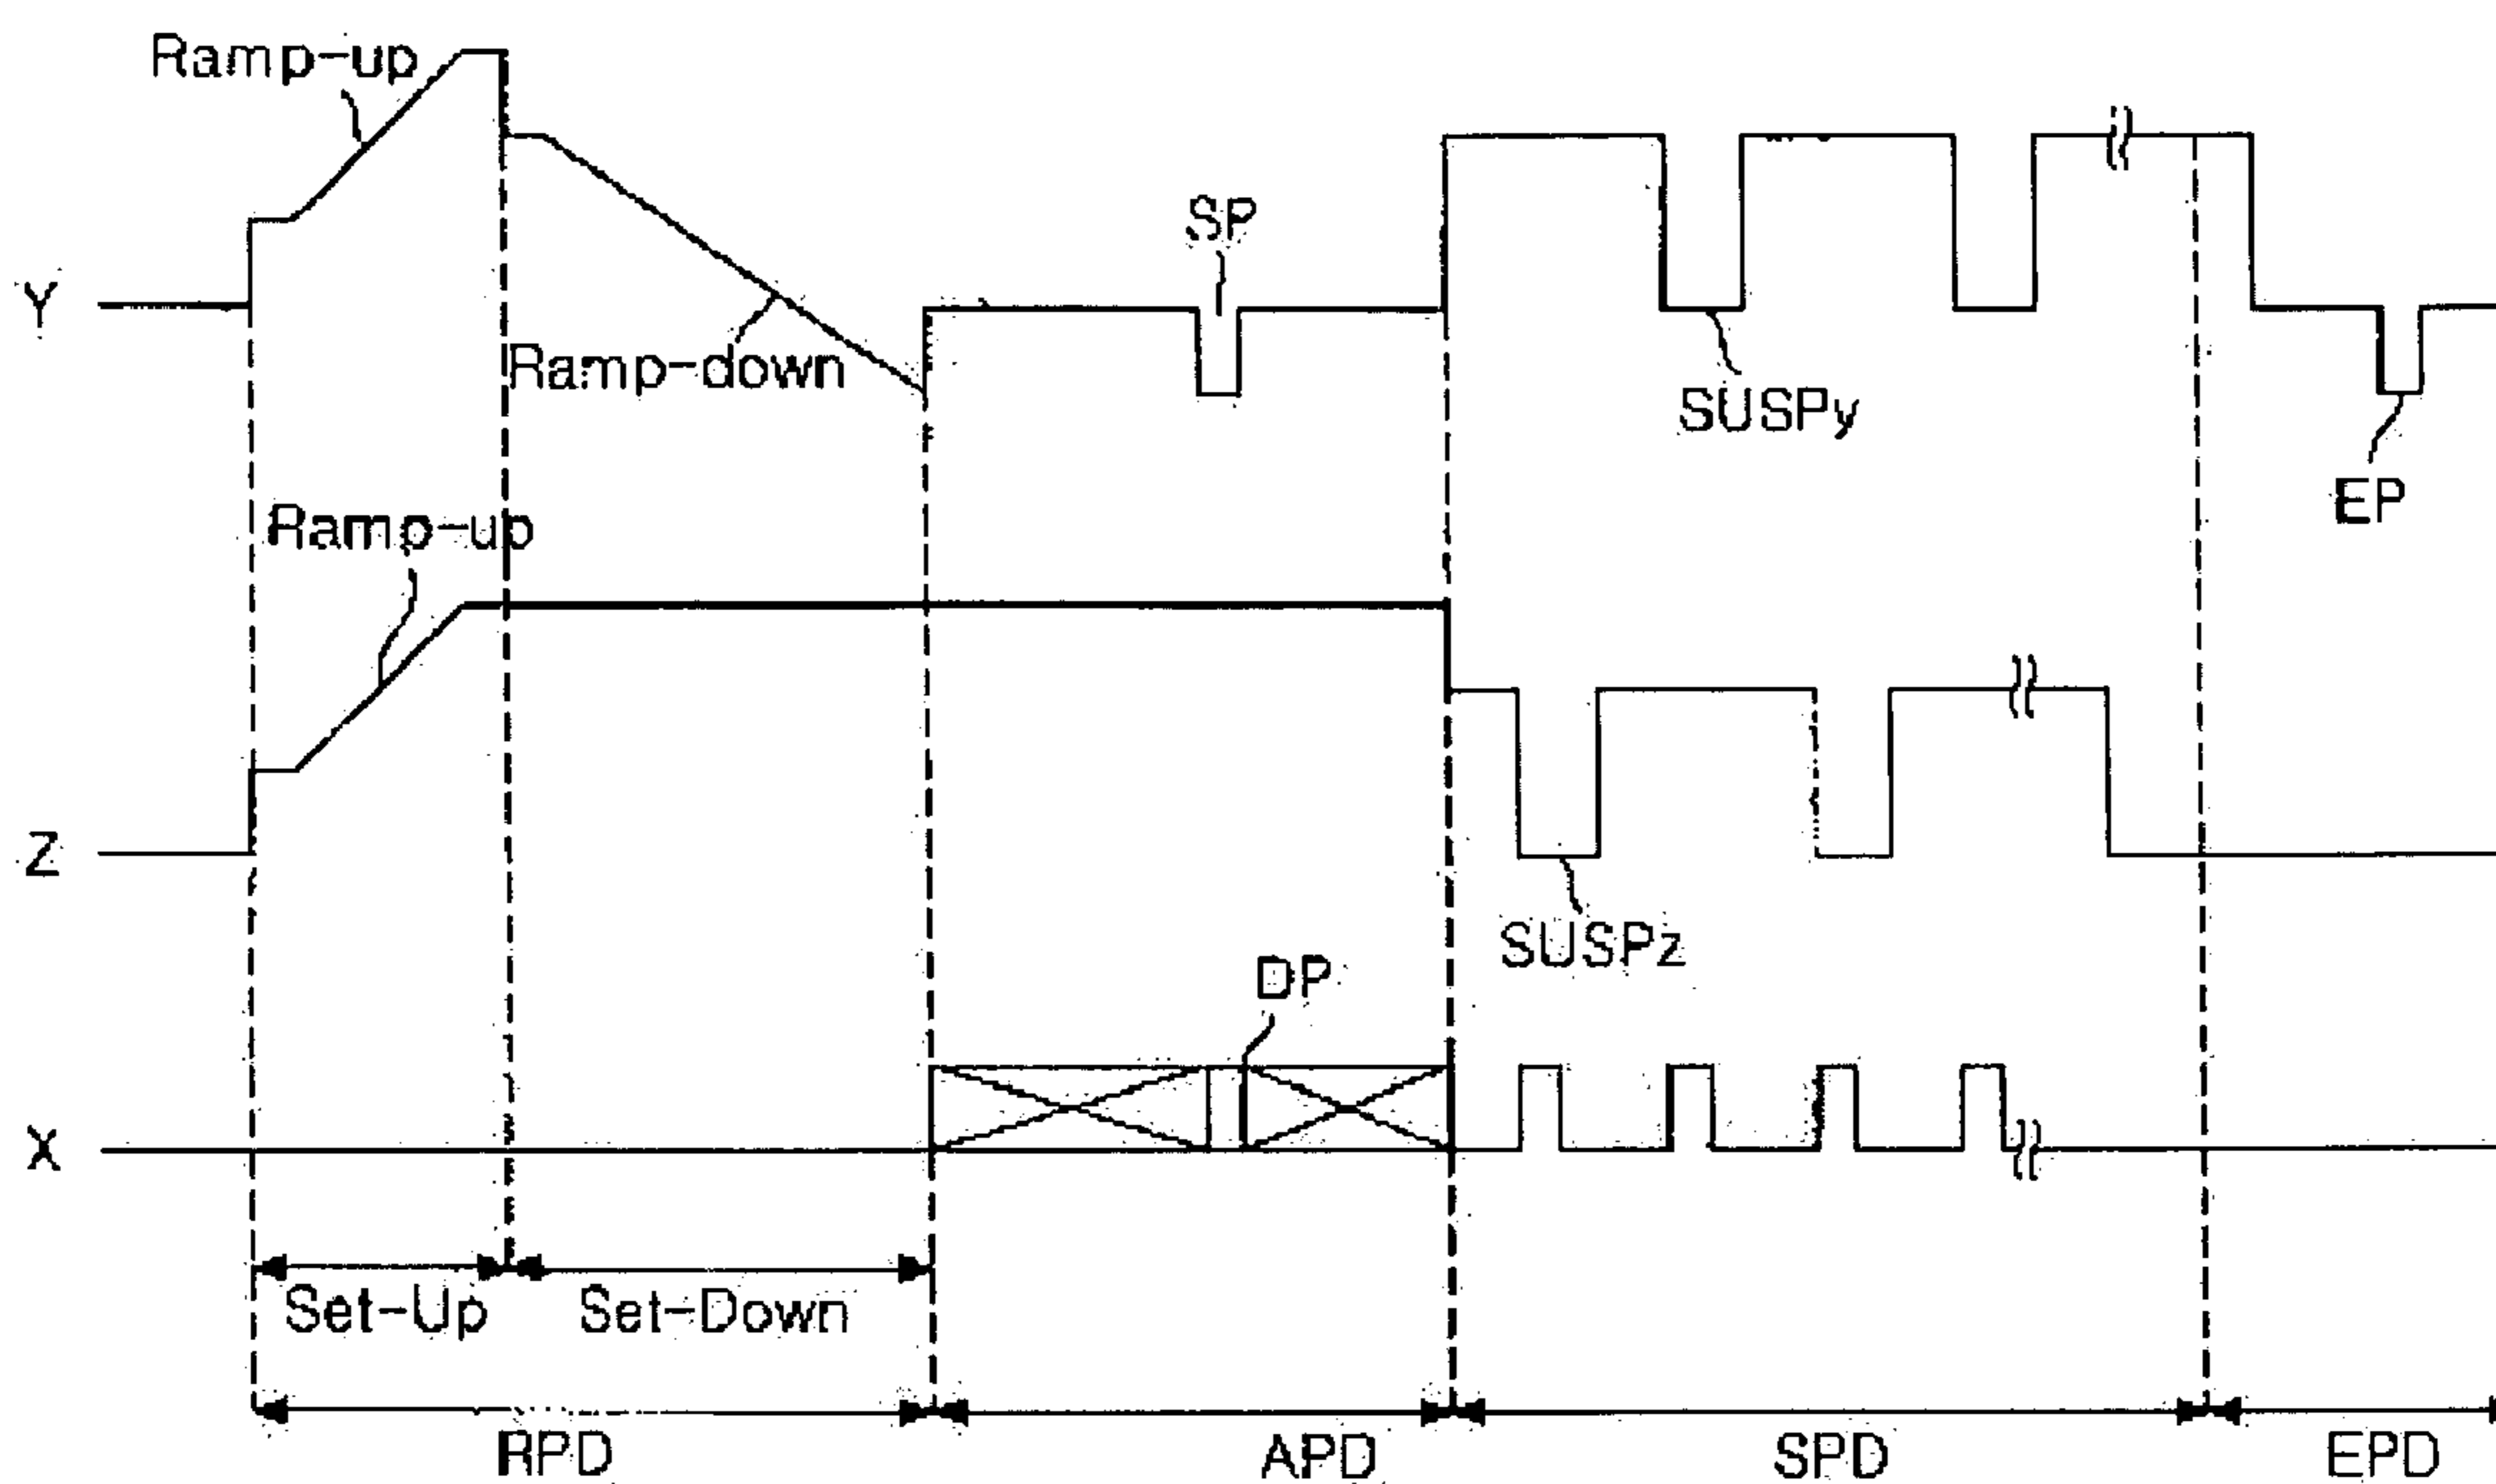 Ramp-up
SP
Y
Ramp-down
SUSPy
EP
Ramp-up
Z
SUSPz
DP
X
Set-Up
Set-Down
RPD
APD
SPD
EPD